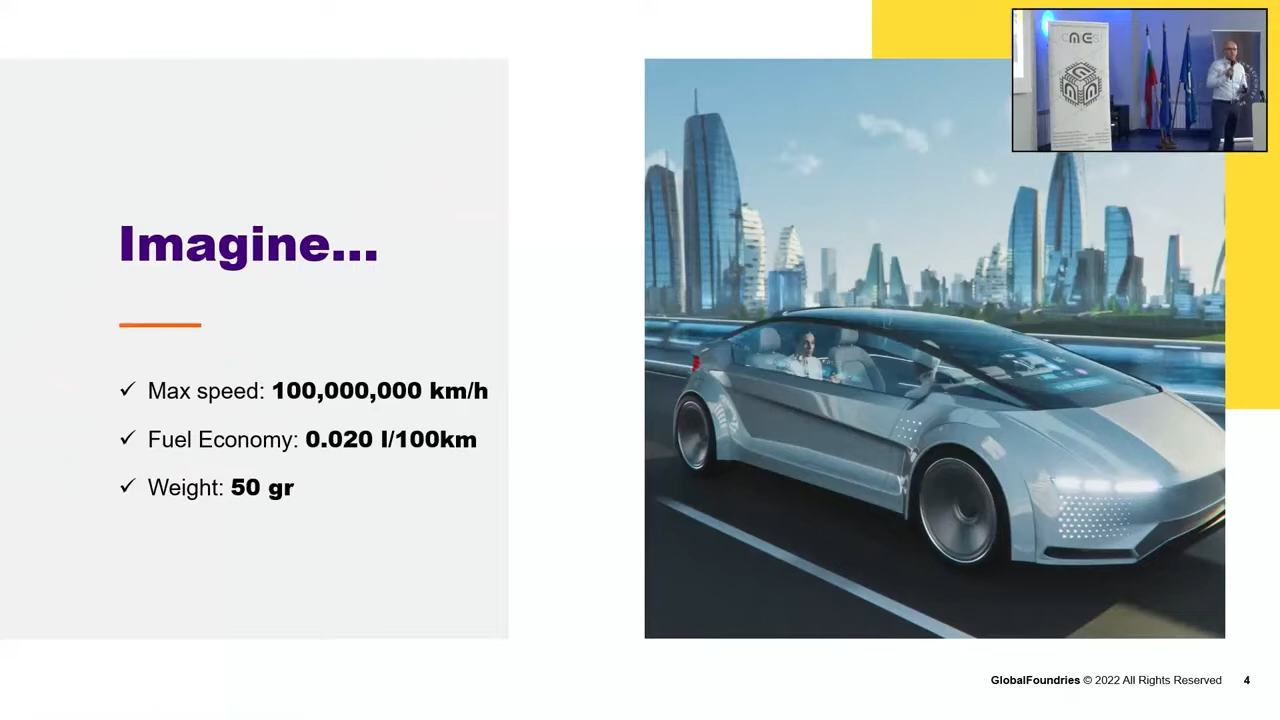 Imagine...
✓ Max speed: 100,000,000 km/h
✓ Fuel Economy: 0.020 l/100km
✓ Weight: 50 gr
GlobalFoundries © 2022 All Rights Reserved 4